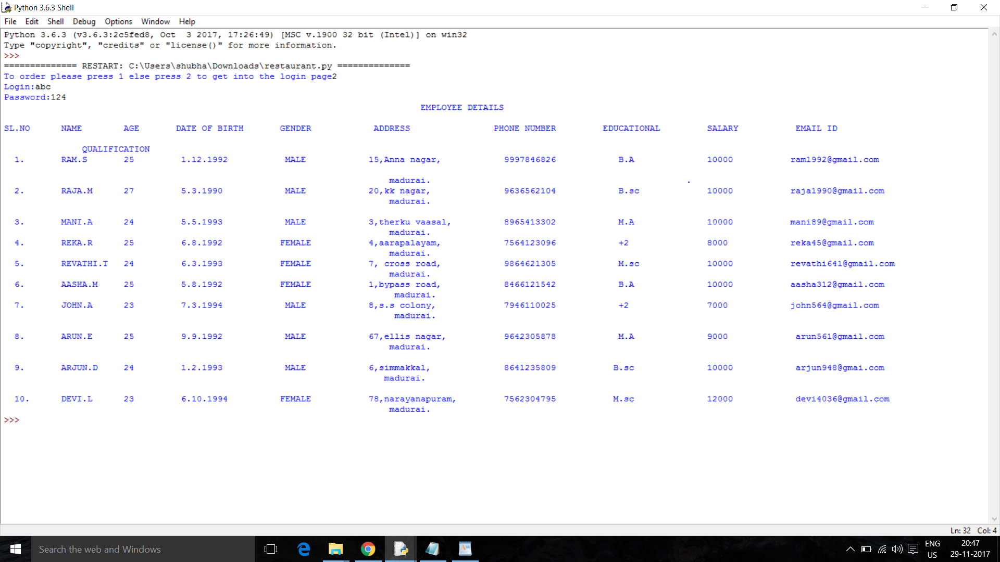 Python 3.6.3 Shell
File Edit Shell Debug Options Window Help
Python 3.6.3 (v3.6.3:2c5fed8, Oct  3 2017, 17:26:49) [MSC v.1900 32 bit (Intel)] on win32
Type "copyright", "credits" or "license()" for more information.
>>>
============== RESTART: C:\Users\shubha\Downloads\restaurant.py ==============
To order please press 1 else press 2 to get into the login page2
Login:abc
Password:124
EMPLOYEE DETAILS
SL.NO NAME AGE DATE OF BIRTH GENDER ADDRESS PHONE NUMBER EDUCATIONAL SALARY EMAIL ID
QUALIFICATION
1. RAM.S 25 1.12.1992 MALE 15,Anna nagar, 9997846826 B.A 10000 ram1992@gmail.com
madurai. .
2. RAJA.M 27 5.3.1990 MALE 20,kk nagar, 9636562104 B.sc 10000 raja1990@gmail.com
madurai.
3. MANI.A 24 5.5.1993 MALE 3,therku vaasal, 8965413302 M.A 10000 mani89@gmail.com
madurai.
4. REKA.R 25 6.8.1992 FEMALE 4,aarapalayam, 7564123096 +2 8000 reka45@gmail.com
madurai.
5. REVATHI.T 24 6.3.1993 FEMALE 7, cross road, 9864621305 M.sc 10000 revathi641@gmail.com
madurai.
6. AASHA.M 25 5.8.1992 FEMALE 1,bypass road, 8466121542 B.A 10000 aasha312@gmail.com
madurai.
7. JOHN.A 23 7.3.1994 MALE 8,s.s colony, 7946110025 +2 7000 john564@gmail.com
madurai.
8. ARUN.E 25 9.9.1992 MALE 67,ellis nagar, 9642305878 M.A 9000 arun561@gmail.com
madurai.
9. ARJUN.D 24 1.2.1993 MALE 6,simmakkal, 8641235809 B.sc 10000 arjun948@gmai.com
madurai.
10. DEVI.L 23 6.10.1994 FEMALE 78,narayanapuram, 7562304795 M.sc 12000 devi4036@gmail.com
madurai.
>>>
Ln: 32 Col: 4
Search the web and Windows
ENG 20:47
US 29-11-2017